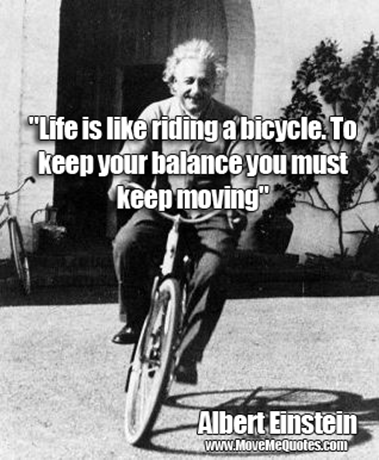 "Life is like riding a bicycle. To
keep your balance you must
keep moving"
Albert Einstein
www.MoveMeQuotes.com